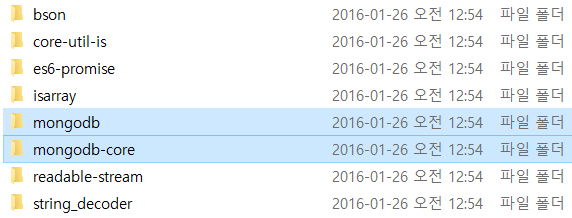 bson 2016-01-26 오전 12:54 파일 폴더
core-util-is 2016-01-26 오전 12:54 파일 폴더
es6-promise 2016-01-26 오전 12:54 파일 폴더
isarray 2016-01-26 오전 12:54 파일 폴더
mongodb 2016-01-26 오전 12:54 파일 폴더
mongodb-core 2016-01-26 오전 12:54 파일 폴더
readable-stream 2016-01-26 오전 12:54 파일 폴더
string_decoder 2016-01-26 오전 12:54 파일 폴더